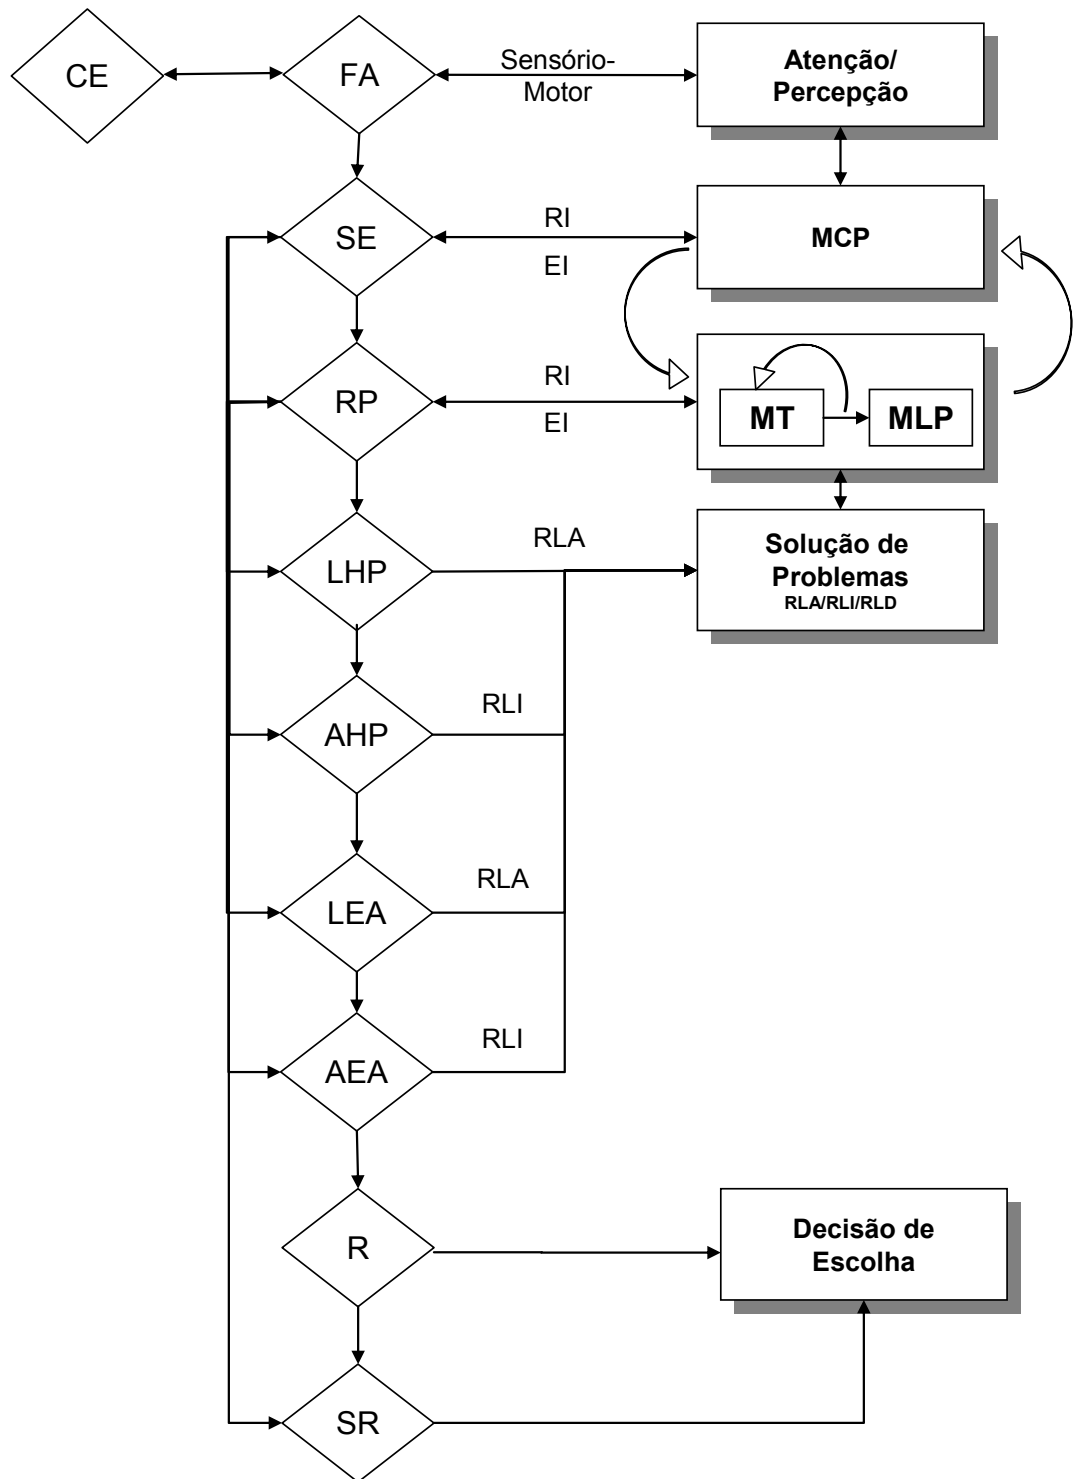 CE
FA
Sensório-
Motor
Atenção/
Percepção
SE
RI
EI
MCP
RP
RI
EI
MT
MLP
LHP
RLA
Solução de
Problemas
RLA/RLI/RLD
AHP
RLI
LEA
RLA
AEA
RLI
R
Decisão de
Escolha
SR